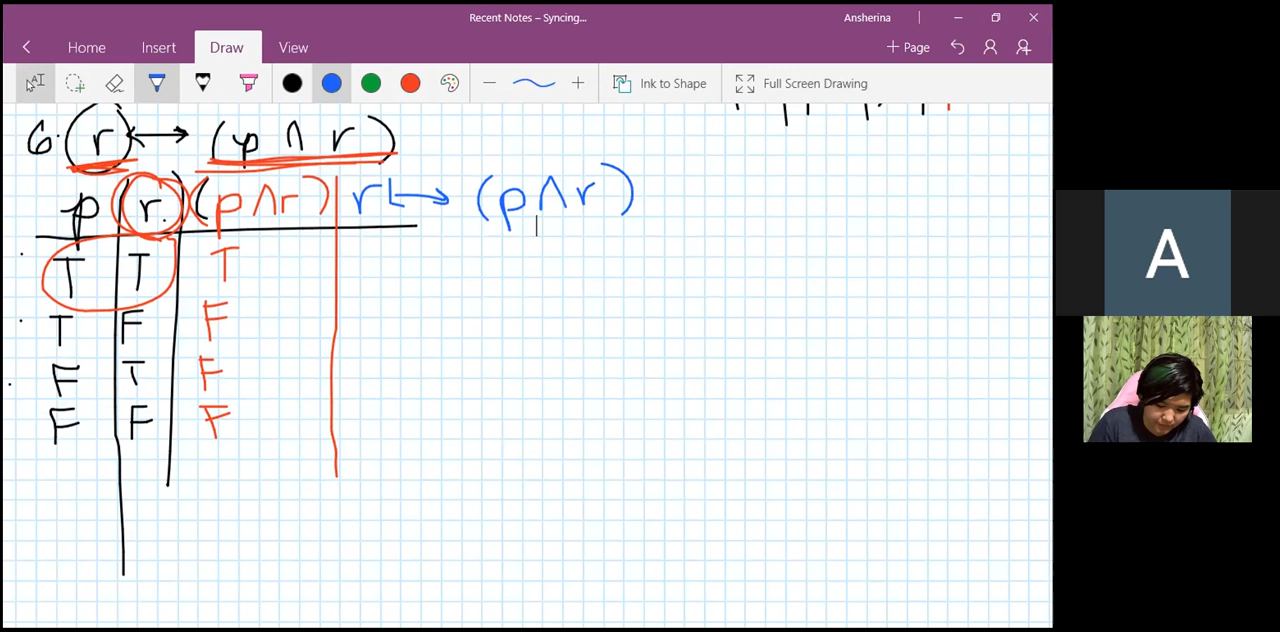 Recent Notes – Syncing...
Ansherina
Home Insert Draw View
Page
Ink to Shape
Full Screen Drawing
6. (r) ↔ (p ∧ r)
p r (p ∧ r) r ↔ (p ∧ r)
T T T
T F F
F T F
F F F
A